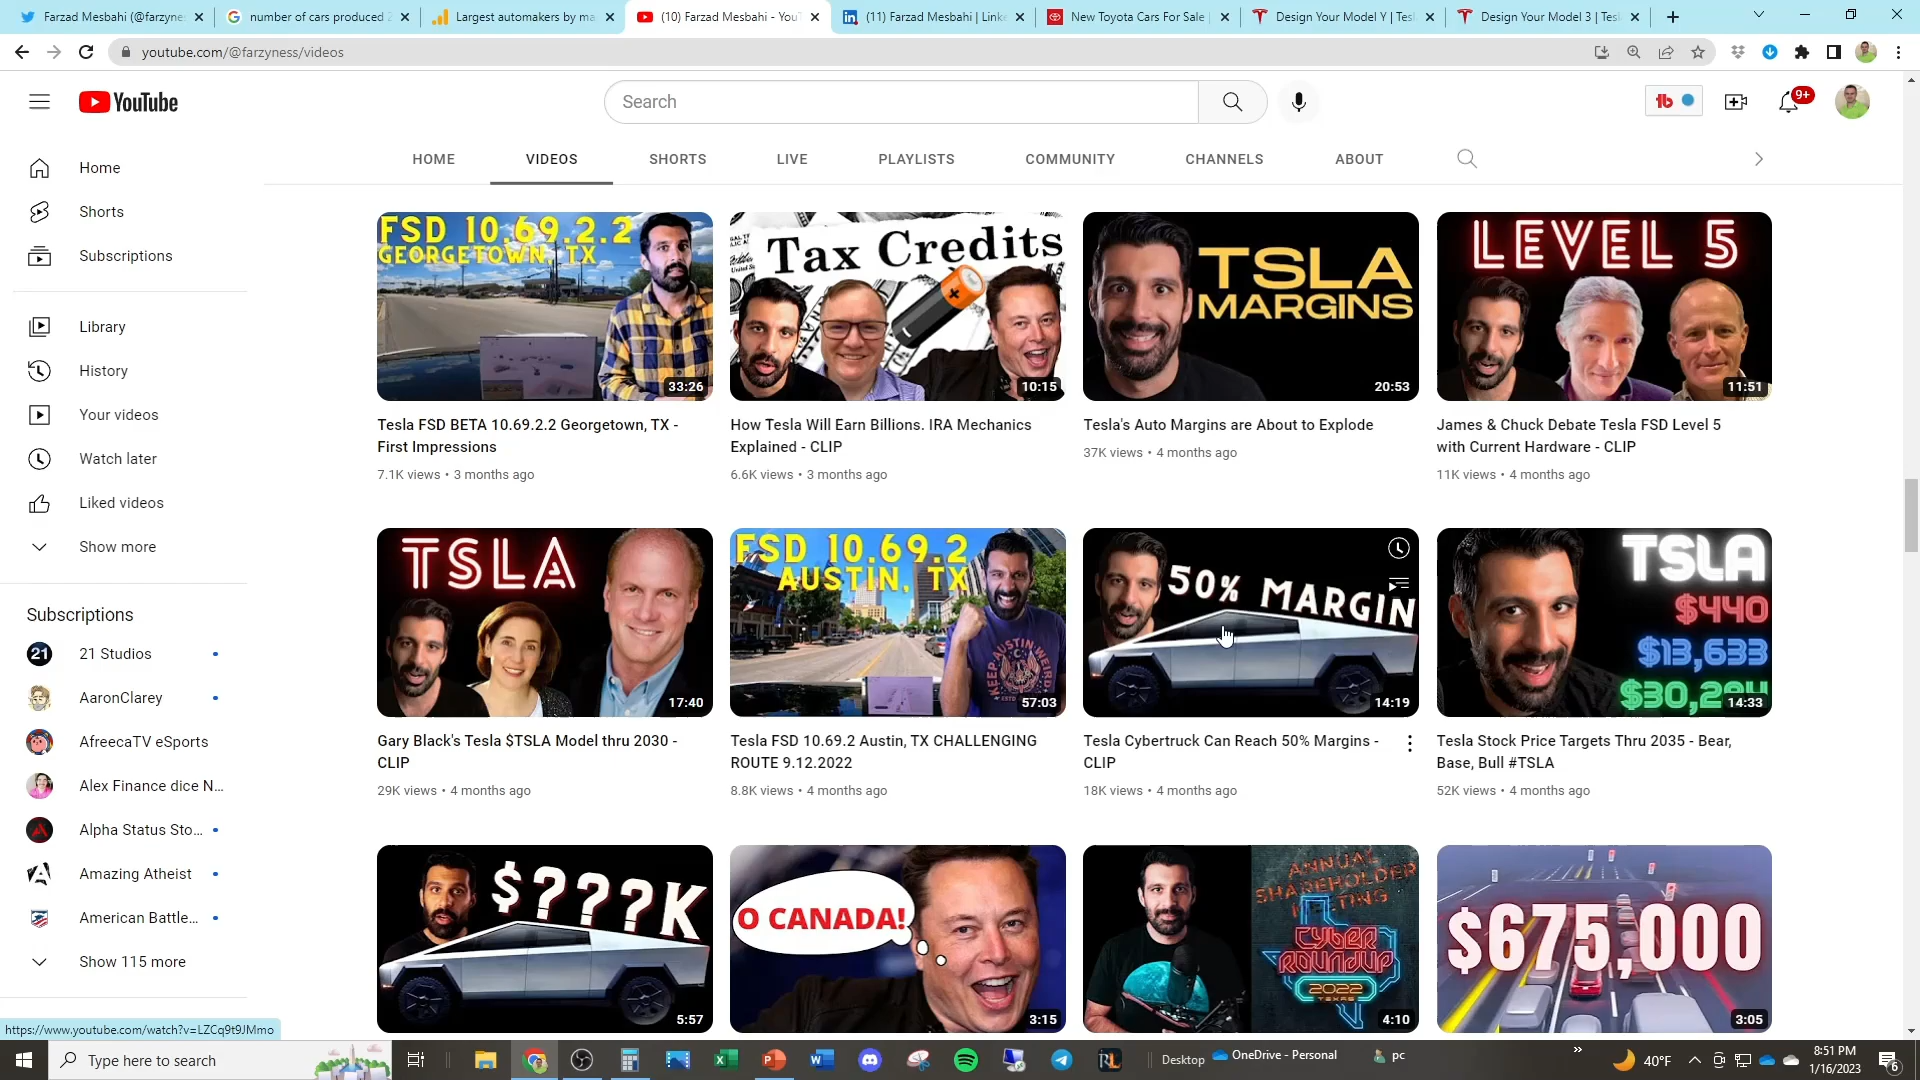 Farzad Mesbahi (@farzynes
number of cars produced 2
Largest automakers by ma
(10) Farzad Mesbahi - YouT
(11) Farzad Mesbahi | Linke
New Toyota Cars For Sale |
Design Your Model Y | Tesl
Design Your Model 3 | Tesl
youtube.com/@farzyness/videos
YouTube
Search
9+
HOME
VIDEOS
SHORTS
LIVE
PLAYLISTS
COMMUNITY
CHANNELS
ABOUT
Home
Shorts
Subscriptions
Library
History
Your videos
Watch later
Liked videos
Show more
Subscriptions
21 Studios
AaronClarey
AfreecaTV eSports
Alex Finance dice N...
Alpha Status Sto...
Amazing Atheist
American Battle...
Show 115 more
FSD 10.69.2.2
GEORGETOWN, TX
33:26
Tesla FSD BETA 10.69.2.2 Georgetown, TX -
First Impressions
7.1K views • 3 months ago
Tax Credits
10:15
How Tesla Will Earn Billions. IRA Mechanics
Explained - CLIP
6.6K views • 3 months ago
TSLA
MARGINS
20:53
Tesla's Auto Margins are About to Explode
37K views • 4 months ago
LEVEL 5
11:51
James & Chuck Debate Tesla FSD Level 5
with Current Hardware - CLIP
11K views • 4 months ago
TSLA
17:40
Gary Black's Tesla $TSLA Model thru 2030 -
CLIP
29K views • 4 months ago
FSD 10.69.2
AUSTIN, TX
KEEP AUSTIN WEIRD
57:03
Tesla FSD 10.69.2 Austin, TX CHALLENGING
ROUTE 9.12.2022
8.8K views • 4 months ago
50% MARGIN
14:19
Tesla Cybertruck Can Reach 50% Margins -
CLIP
18K views • 4 months ago
TSLA
$440
$13,633
$30,204
14:33
Tesla Stock Price Targets Thru 2035 - Bear,
Base, Bull #TSLA
52K views • 4 months ago
$???K
5:57
O CANADA!
3:15
ANNUAL
SHAREHOLDER
MEETING
CYBER
ROUNDUP
2022
TEXAS
4:10
$675,000
3:05
https://www.youtube.com/watch?v=LZCq9t9JMmo
Type here to search
Desktop
OneDrive - Personal
pc
40°F
8:51 PM
1/16/2023
6